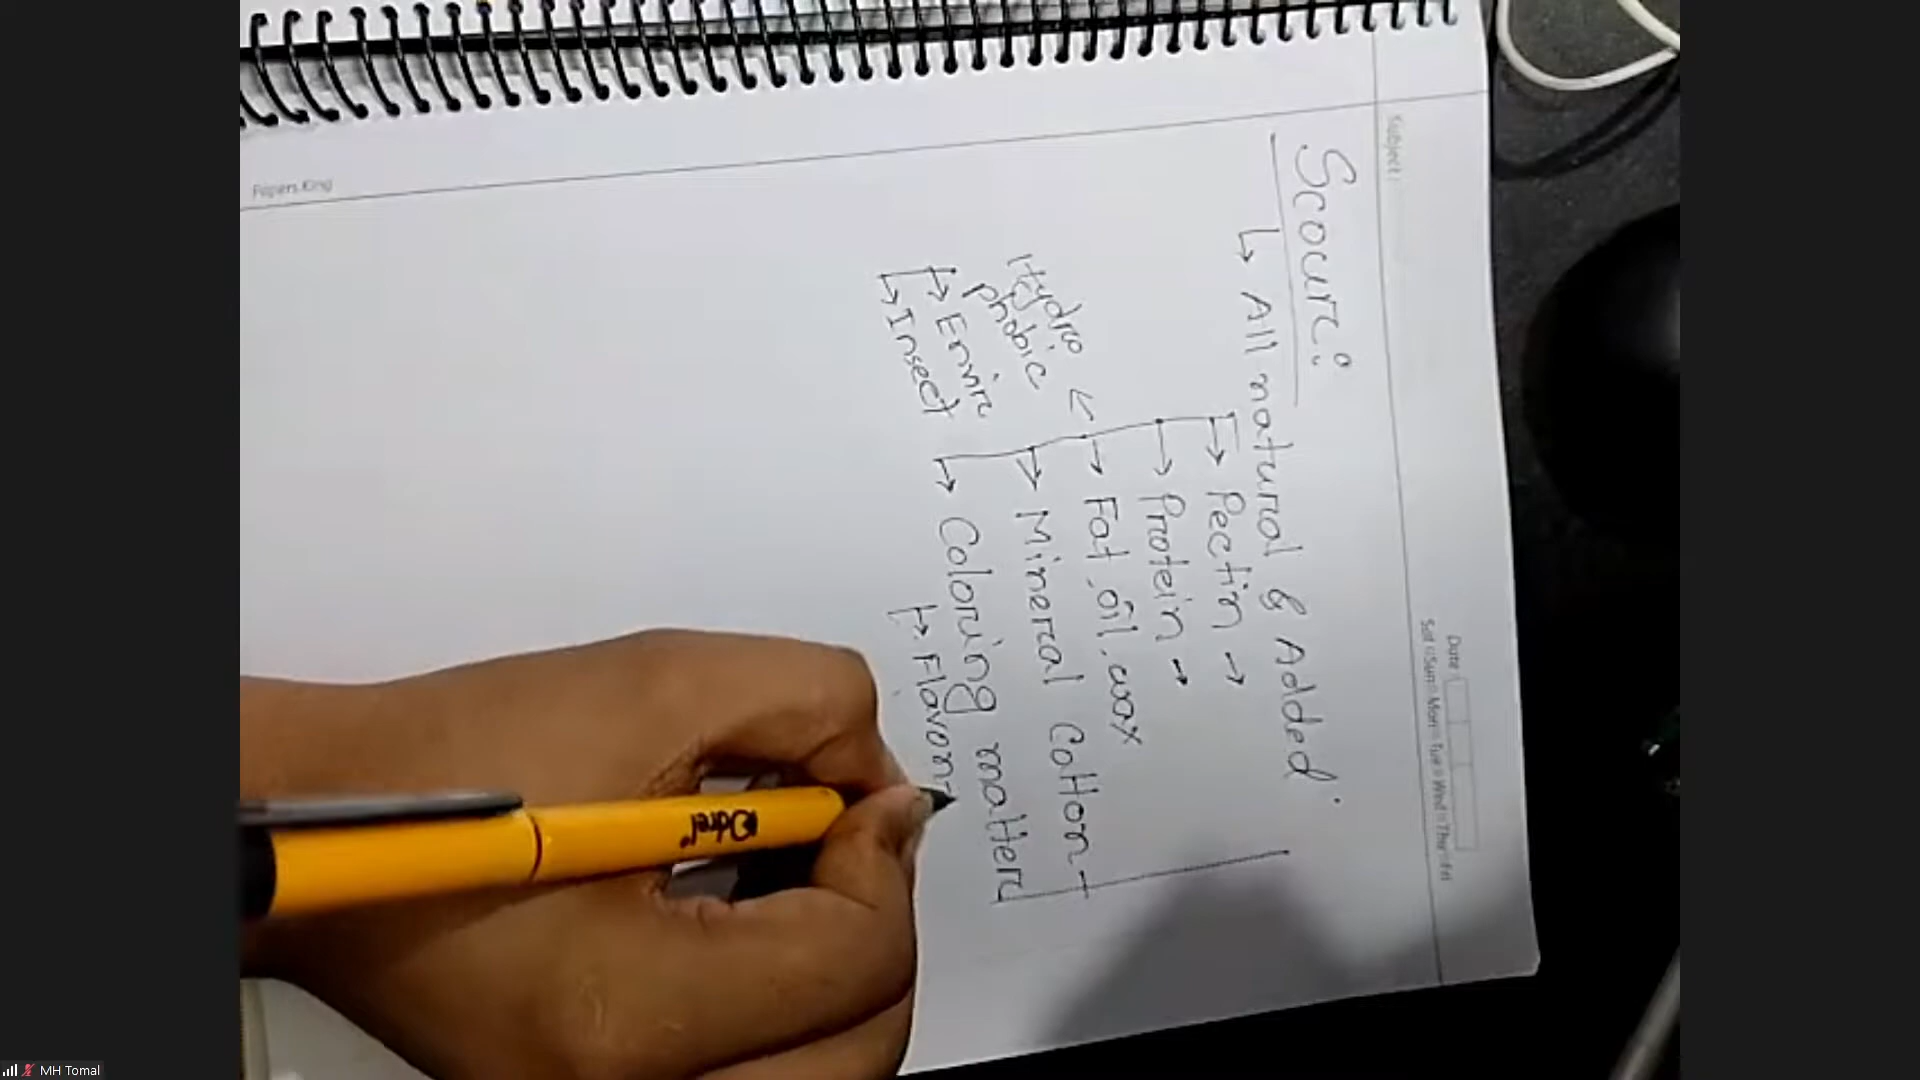 Subject:
Date:
Sat Sun Mon Tue Wed Thu Fri
Scour:
↳ All natural & Added
→ Pectin →
→ Protein →
Hydro phobic ← → Fat, oil, wax
→ Mineral Cotton -
↳ Coloring matter
→ Flavon
→ Envir
↳ Insect
Papers King
MH Tomal